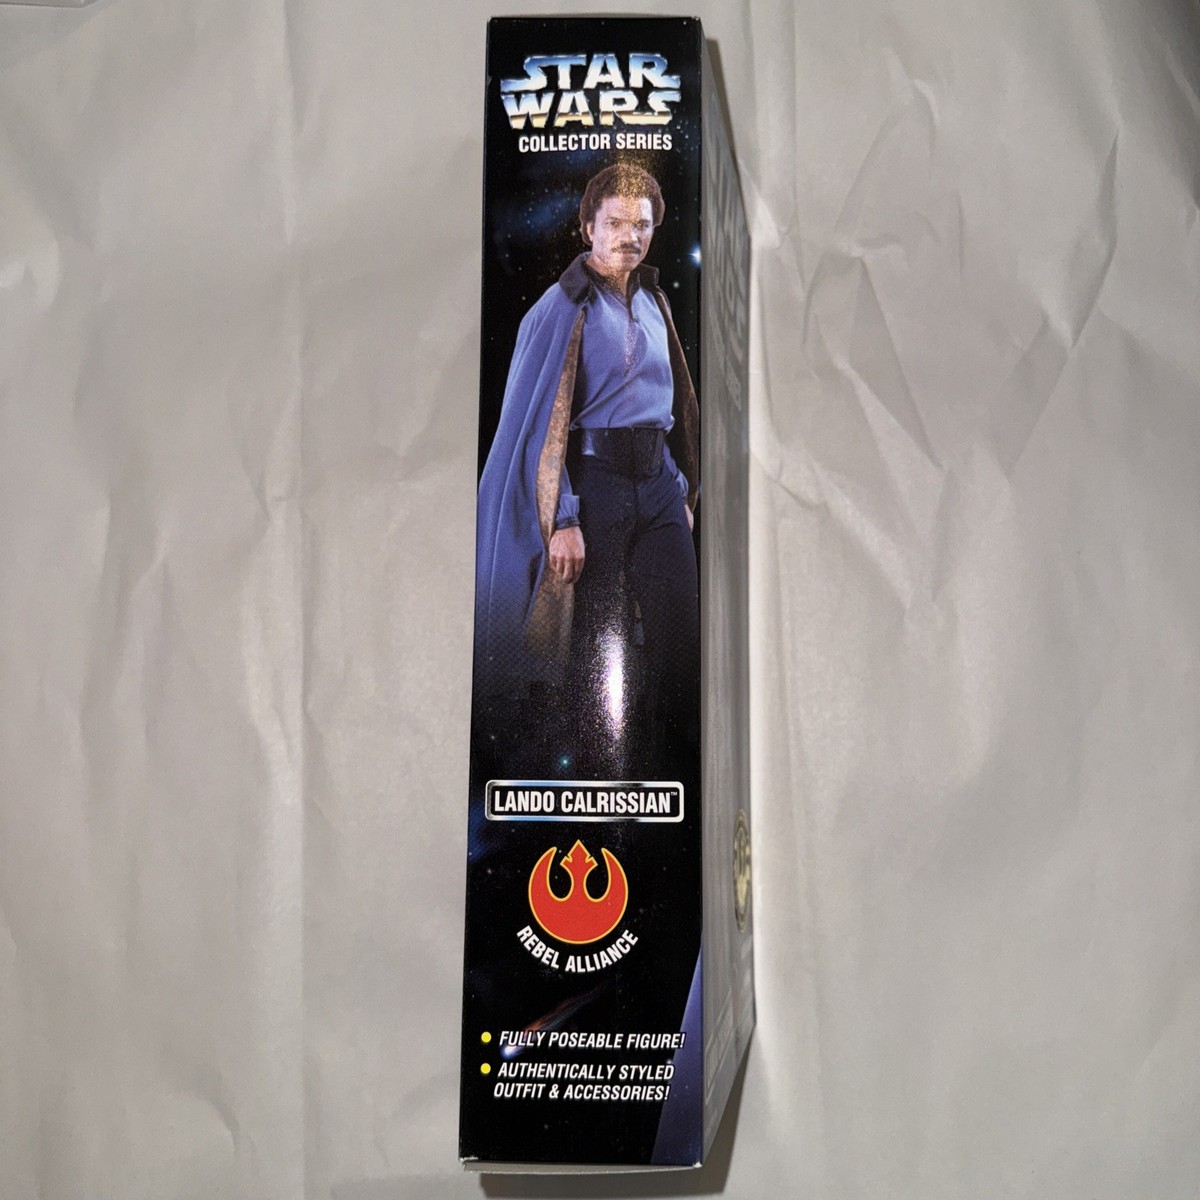 STAR
WARS
COLLECTOR SERIES
LANDO CALRISSIAN™
REBEL ALLIANCE
FULLY POSEABLE FIGURE!
AUTHENTICALLY STYLED
OUTFIT & ACCESSORIES!